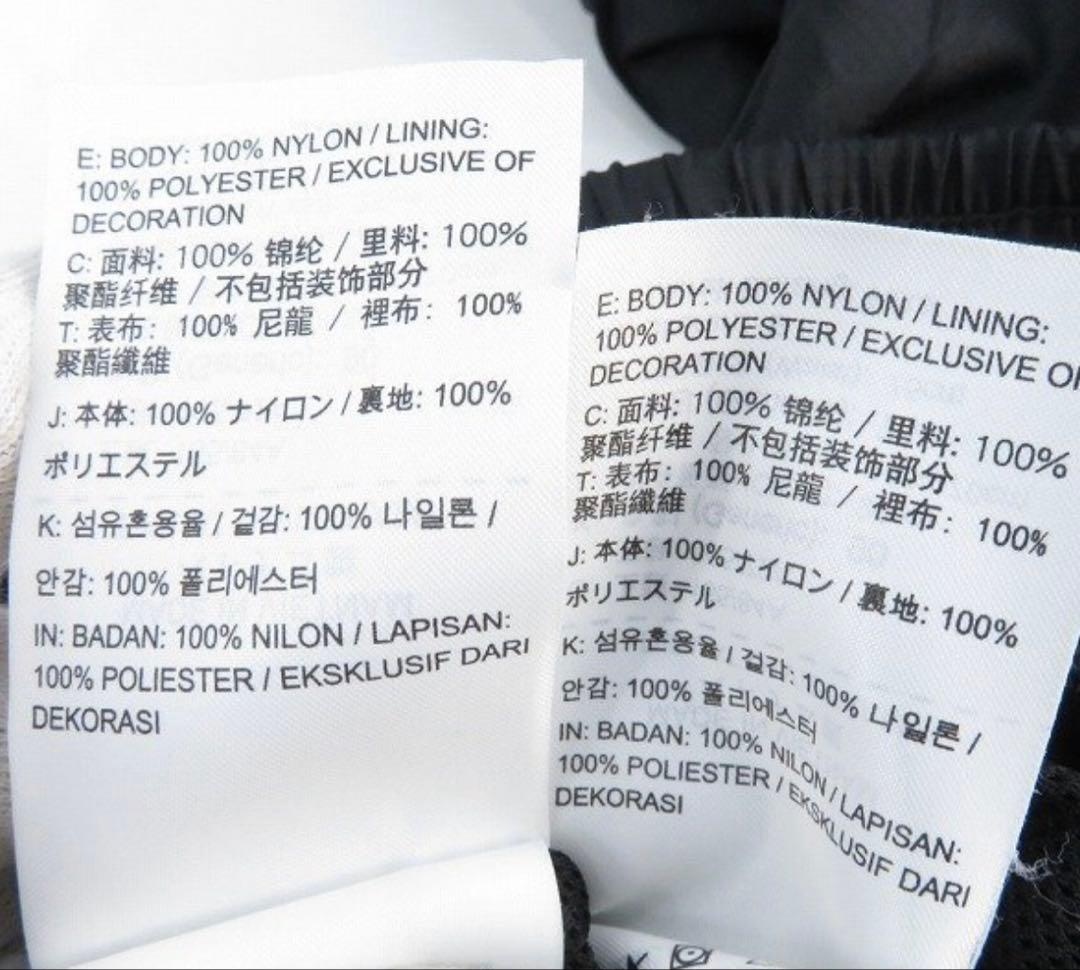 E: BODY: 100% NYLON / LINING:
100% POLYESTER / EXCLUSIVE OF
DECORATION
C: 面料: 100% 锦纶 / 里料: 100%
聚酯纤维 / 不包括装饰部分
T: 表布: 100% 尼龍 / 裡布: 100%
聚酯纖維
J: 本体: 100% ナイロン / 裏地: 100%
ポリエステル
K: 섬유혼용율 / 겉감: 100% 나일론 /
안감: 100% 폴리에스터
IN: BADAN: 100% NILON / LAPISAN:
100% POLIESTER / EKSKLUSIF DARI
DEKORASI
E: BODY: 100% NYLON / LINING:
100% POLYESTER / EXCLUSIVE OF
DECORATION
C: 面料: 100% 锦纶 / 里料: 100%
聚酯纤维 / 不包括装饰部分
T: 表布: 100% 尼龍 / 裡布: 100%
聚酯纖維
J: 本体: 100% ナイロン / 裏地: 100%
ポリエステル
K: 섬유혼용율 / 겉감: 100% 나일론 /
안감: 100% 폴리에스터
IN: BADAN: 100% NILON / LAPISAN:
100% POLIESTER / EKSKLUSIF DARI
DEKORASI